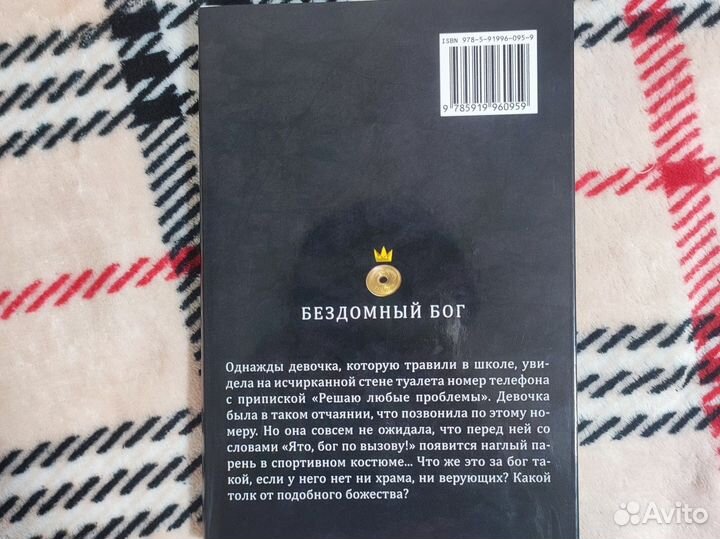 ISBN 978-5-91996-095-9
9 785919 960959
БЕЗДОМНЫЙ БОГ
Однажды девочка, которую травили в школе, уви-
дела на исчирканной стене туалета номер телефона
с припиской «Решаю любые проблемы». Девочка
была в таком отчаянии, что позвонила по этому но-
меру. Но она совсем не ожидала, что перед ней со
словами «Ято, бог по вызову!» появится наглый па-
рень в спортивном костюме... Что же это за бог та-
кой, если у него нет ни храма, ни верующих? Какой
толк от подобного божества?
Avito